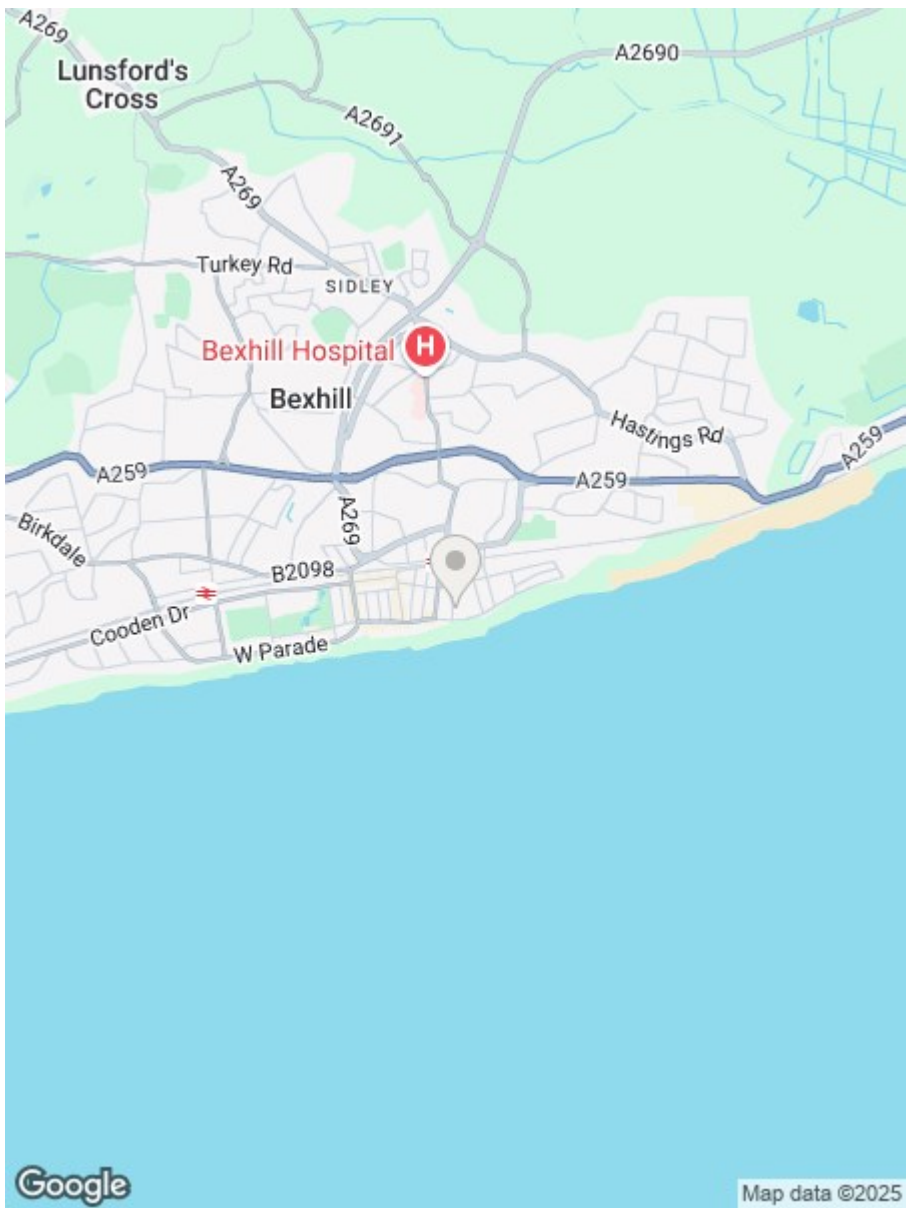 A269
A2690
Lunsford's
Cross
A2691
A269
Turkey Rd
SIDLEY
Bexhill Hospital
H
Bexhill
Hastings Rd
A259
A259
A259
A269
Birkdale
B2098
Cooden Dr
W Parade
Google
Map data ©2025